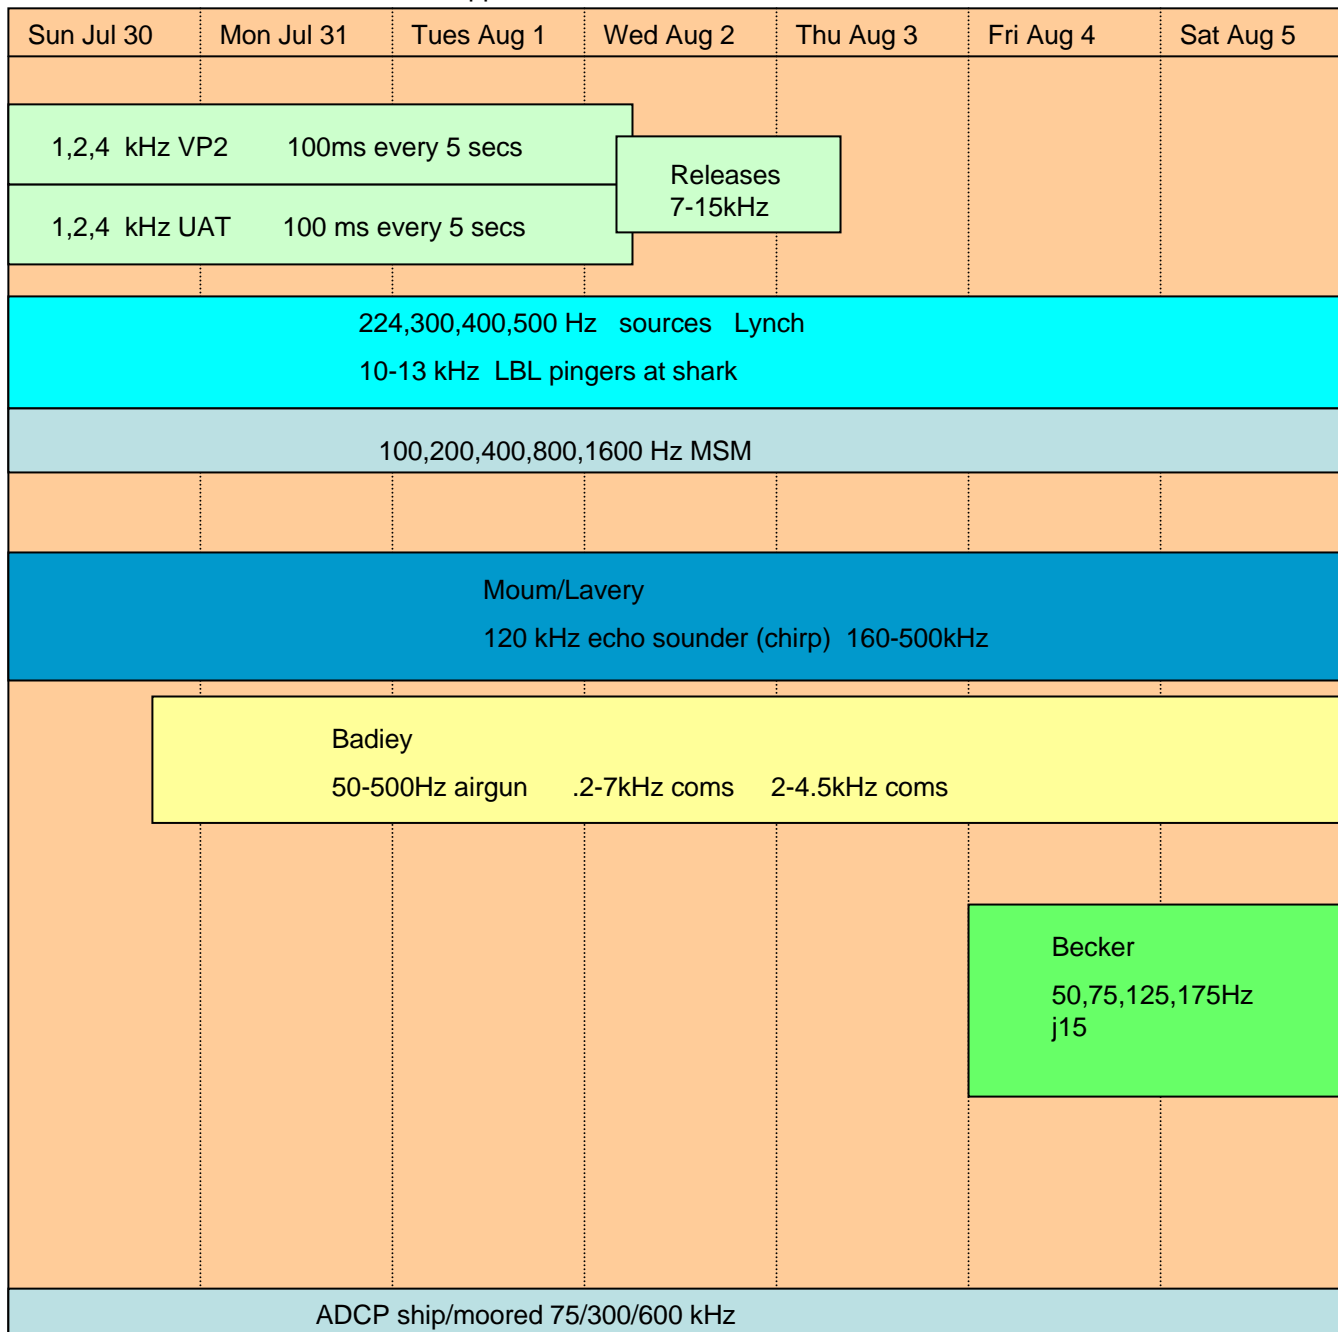 Sun Jul 30 Mon Jul 31 Tues Aug 1 Wed Aug 2 Thu Aug 3 Fri Aug 4 Sat Aug 5
1,2,4 kHz VP2 100ms every 5 secs
Releases
7-15kHz
1,2,4 kHz UAT 100 ms every 5 secs
224,300,400,500 Hz sources Lynch
10-13 kHz LBL pingers at shark
100,200,400,800,1600 Hz MSM
Moum/Lavery
120 kHz echo sounder (chirp) 160-500kHz
Badiey
50-500Hz airgun .2-7kHz coms 2-4.5kHz coms
Becker
50,75,125,175Hz
j15
ADCP ship/moored 75/300/600 kHz